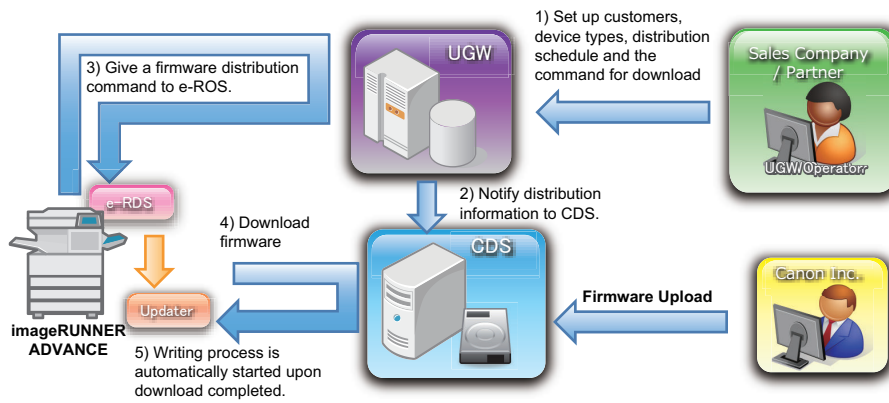 1) Set up customers,
device types, distribution
schedule and the
command for download
UGW
Sales Company
/ Partner
UGW Operator
3) Give a firmware distribution
command to e-ROS.
e-RDS
2) Notify distribution
information to CDS.
4) Download
firmware
CDS
Canon Inc.
Firmware Upload
Updater
imageRUNNER
ADVANCE
5) Writing process is
automatically started upon
download completed.